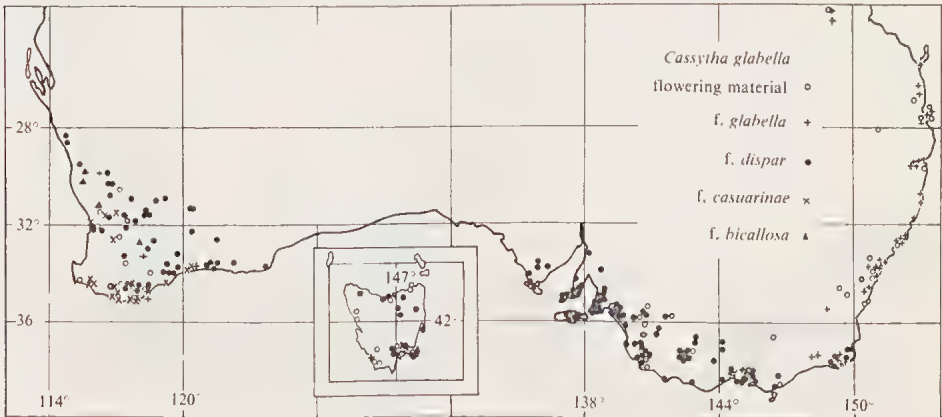 Cassytha glabella
flowering material ○
f. glabella +
f. dispar ●
f. casuarinae ×
f. bicallosa ▲
28°
32°
36°
147°
42°
114°
120°
138°
144°
150°